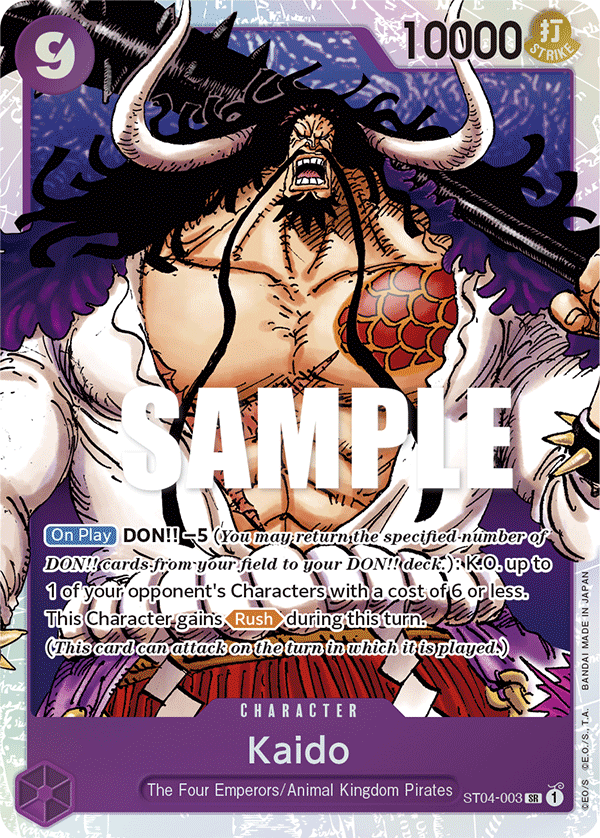 9
10000
打
STRIKE
SAMPLE
On Play DON!! −5 (You may return the specified number of
DON!! cards from your field to your DON!! deck.): K.O. up to
1 of your opponent's Characters with a cost of 6 or less.
This Character gains Rush during this turn.
(This card can attack on the turn in which it is played.)
CHARACTER
Kaido
The Four Emperors/Animal Kingdom Pirates
ST04-003 SR 1
©EO/S ©E.O./S., T.A. BANDAI MADE IN JAPAN